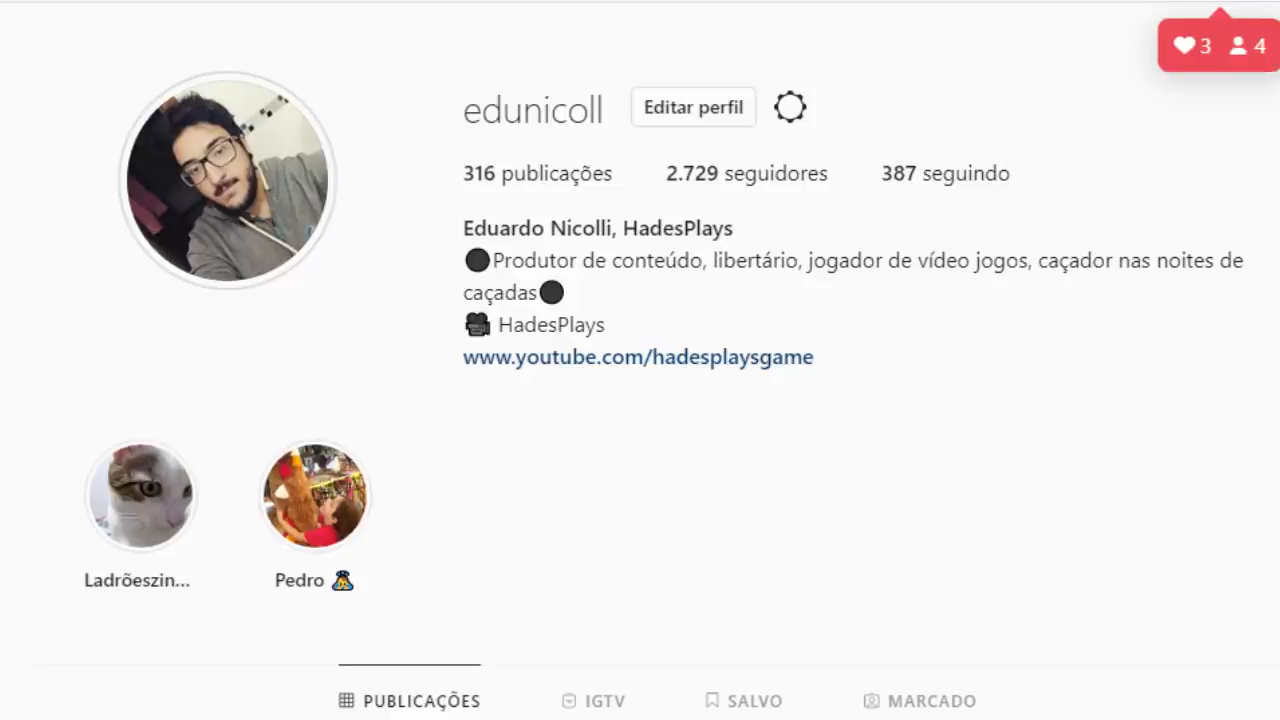 3 4
edunicoll Editar perfil
316 publicações 2.729 seguidores 387 seguindo
Eduardo Nicolli, HadesPlays
Produtor de conteúdo, libertário, jogador de vídeo jogos, caçador nas noites de
caçadas
HadesPlays
www.youtube.com/hadesplaysgame
Ladrõeszin... Pedro
PUBLICAÇÕES IGTV SALVO MARCADO